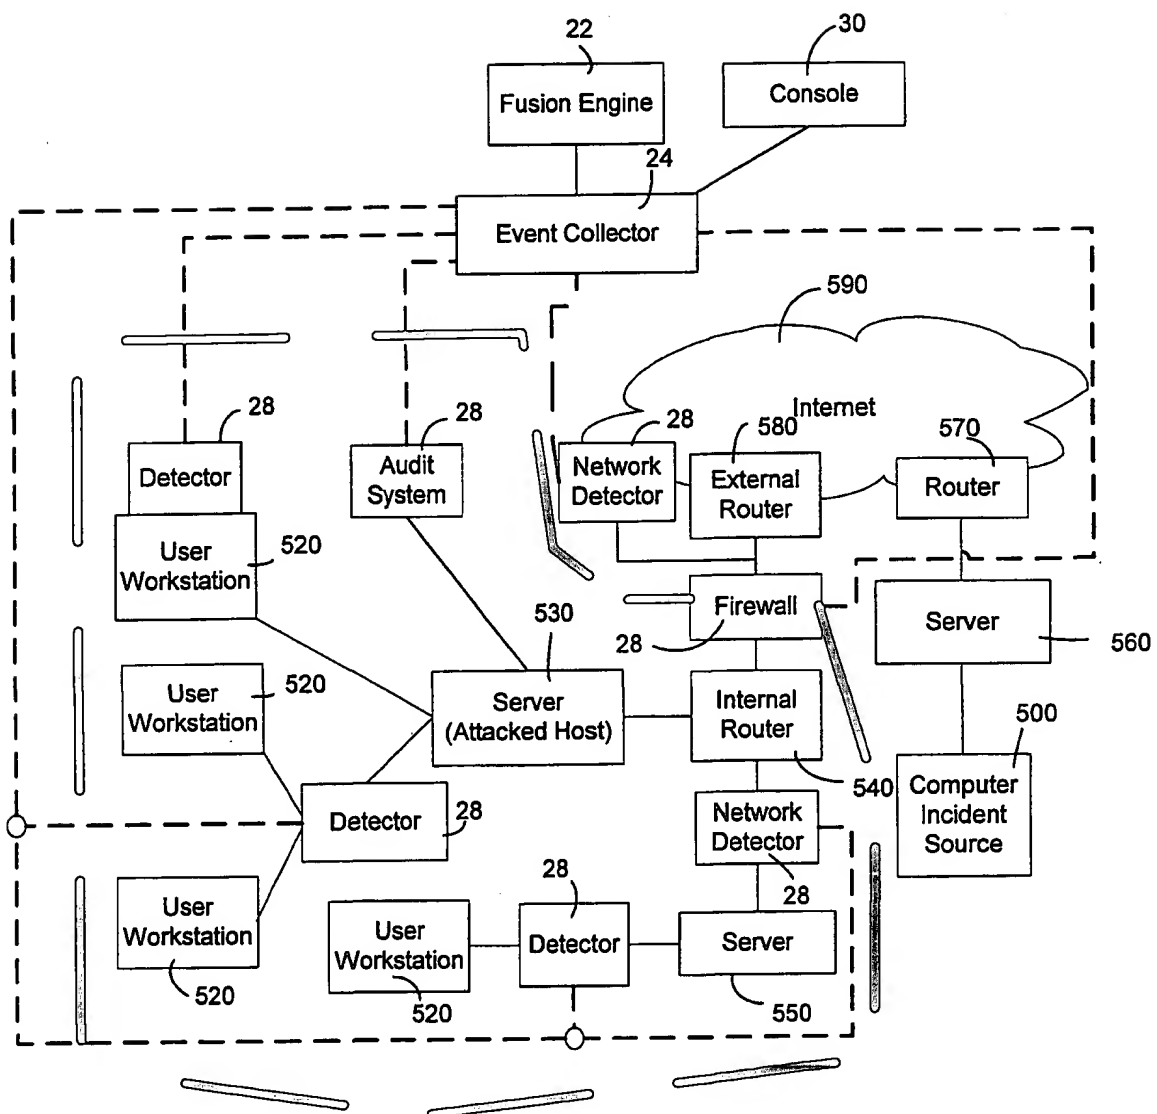 22
30
Fusion Engine
Console
24
Event Collector
590
Internet
28
28
28
580
570
Detector
Audit
System
Network
Detector
External
Router
Router
User
Workstation
520
Firewall
28
Server
560
530
User
Workstation
520
Server
(Attacked Host)
Internal
Router
540
500
Computer
Incident
Source
Detector
28
Network
Detector
28
User
Workstation
520
28
User
Workstation
520
Detector
Server
550